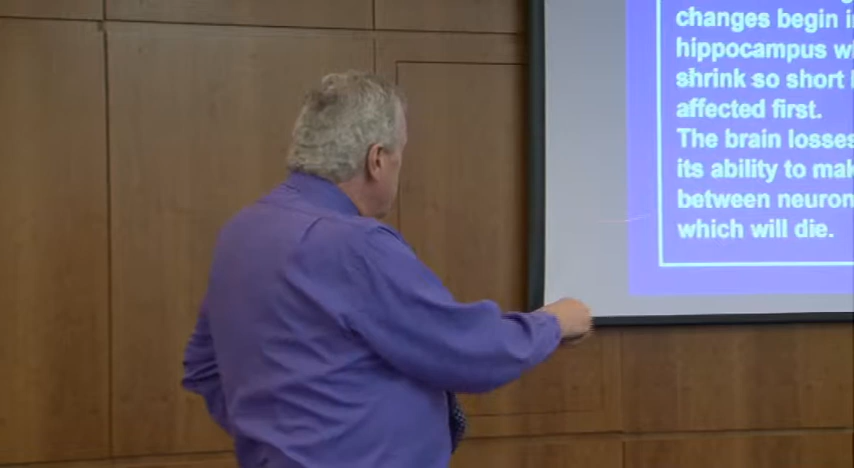 changes begin i
hippocampus w
shrink so short
affected first.
The brain losses
its ability to mak
between neuron
which will die.